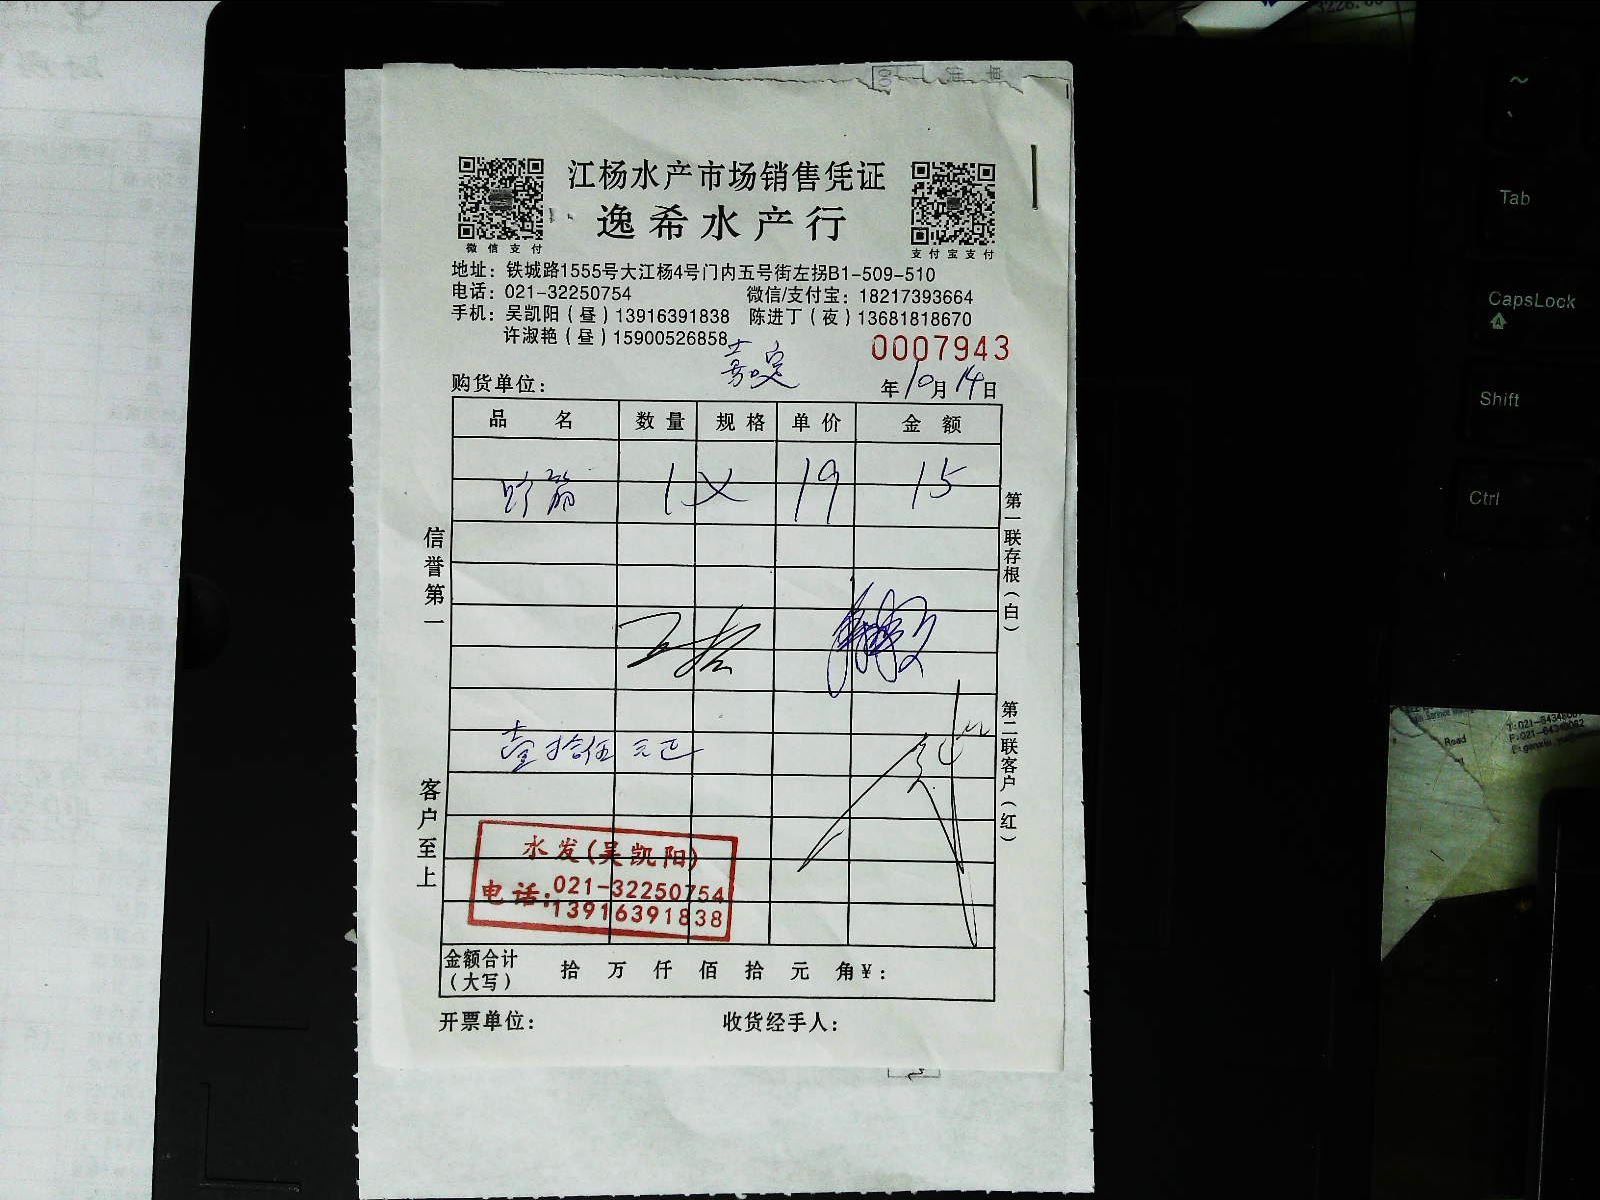 江杨水产市场销售凭证
逸希水产行
微信支付
支付宝支付
地址：铁城路1555号大江杨4号门内五号街左拐B1-509-510
电话：021-32250754 微信/支付宝：18217393664
手机：吴凯阳（昼）13916391838 陈进丁（夜）13681818670
许淑艳（昼）15900526858
0007943
购货单位： 年10月14日
品名 数量 规格 单价 金额
19 15
壹拾伍元正
信誉第一
客户至上
第一联存根（白）
第二联客户（红）
水发(吴凯阳)
电话:021-32250754
13916391838
金额合计（大写） 拾 万 仟 佰 拾 元 角 ¥：
开票单位： 收货经手人：
~
Tab
CapsLock
Shift
Ctrl
Road